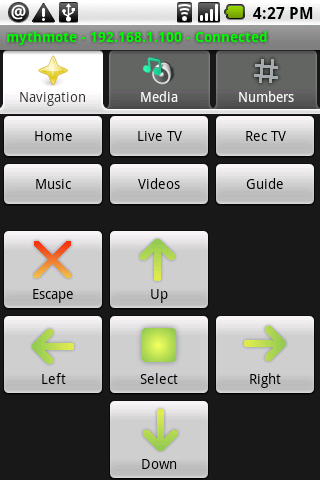 4:27 PM
mythmote - 192.168.1.100 - Connected
Navigation Media Numbers
Home Live TV Rec TV
Music Videos Guide
Escape Up
Left Select Right
Down